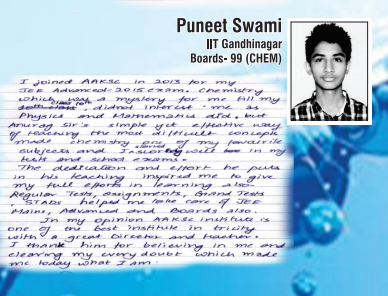 Puneet Swami
IIT Gandhinagar
Boards- 99 (CHEM)
I joined AAKSC in 2013 for my
JEE Advanced-2015 exam. Chemistry
which was a mystery for me till my
10th class, didnot interest me as
Physics and Mathematics did, but
Anurag sir's simple yet effective way
of teaching the most difficult concepts
made chemistry one of my favourite
subjects and I started scoring well in my
tests and school exams.
The dedication and effort he puts
in his teaching inspired me to give
my full efforts in learning also.
Regular Tests, assignments, Grand Tests
STADs helped me take care of JEE
Mains, Advanced and Boards also.
In my opinion AAKSC institute is
one of the best institute in tricity
with a great Director and teacher.
I thank him for believing in me and
clearing my every doubt which made
me today what I am.